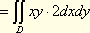 = ∬_D xy · 2dxdy